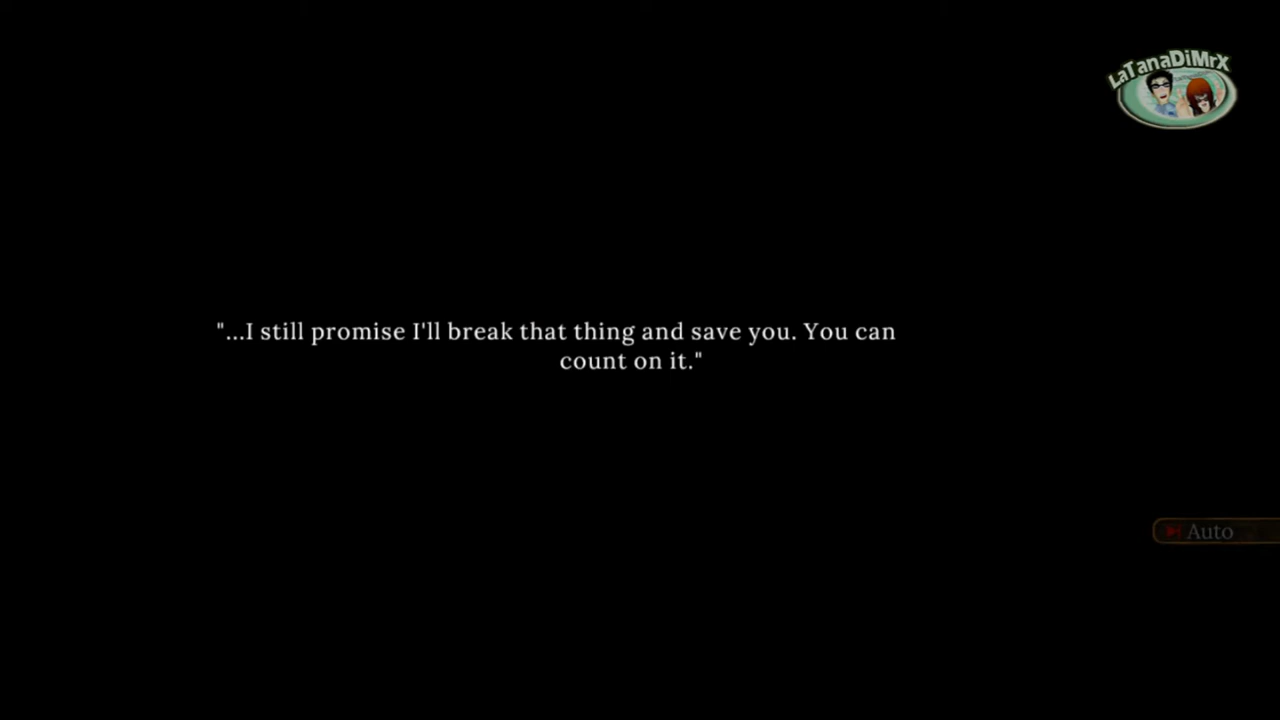 LaTanaDiMrX
"...I still promise I'll break that thing and save you. You can
count on it."
Auto